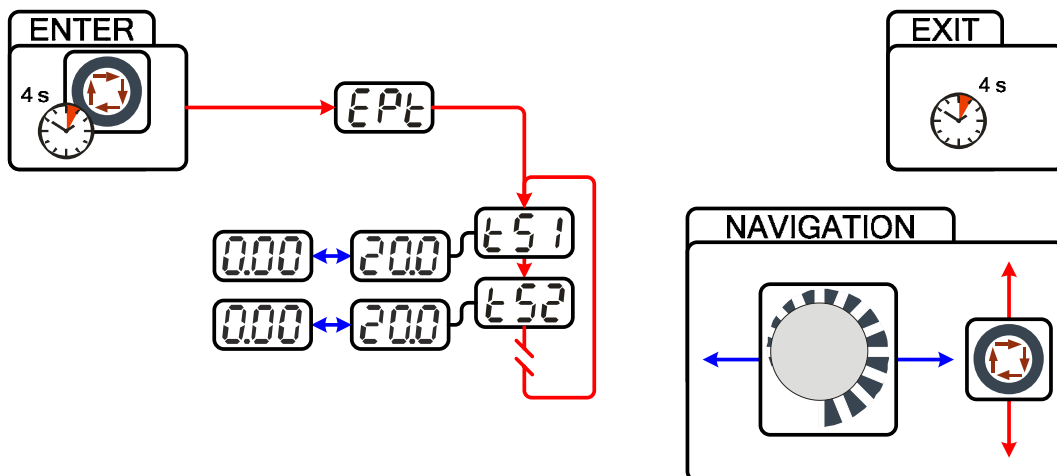 ENTER
4 s
EPt
tS1
0.00
20.0
tS2
0.00
20.0
EXIT
4 s
NAVIGATION